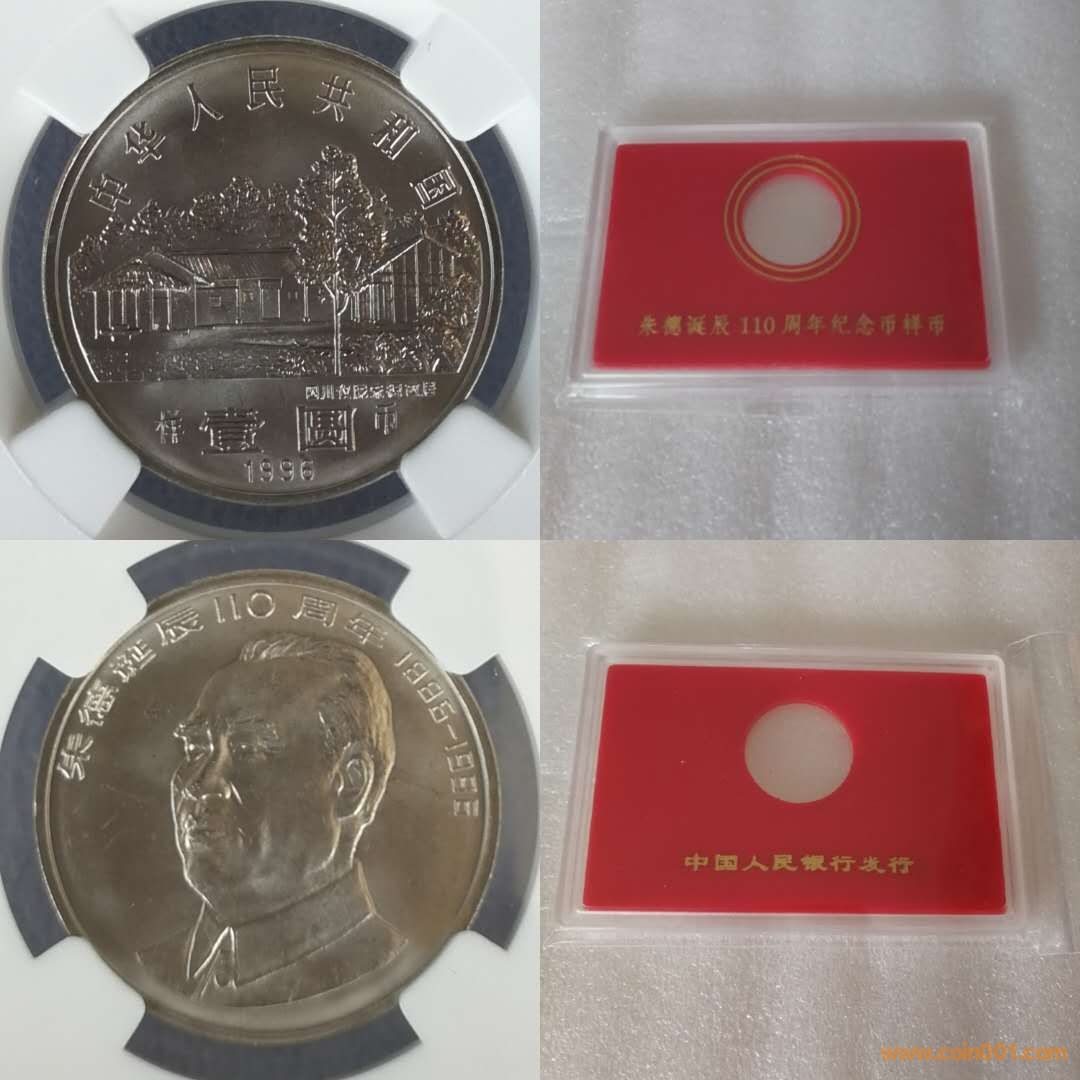 中华人民共和国
四川仪陇朱德故居
样 壹 圆 币
1996
朱德诞辰110周年纪念币样币
朱德诞辰110周年 1886-1996
中国人民银行发行
www.coin001.com